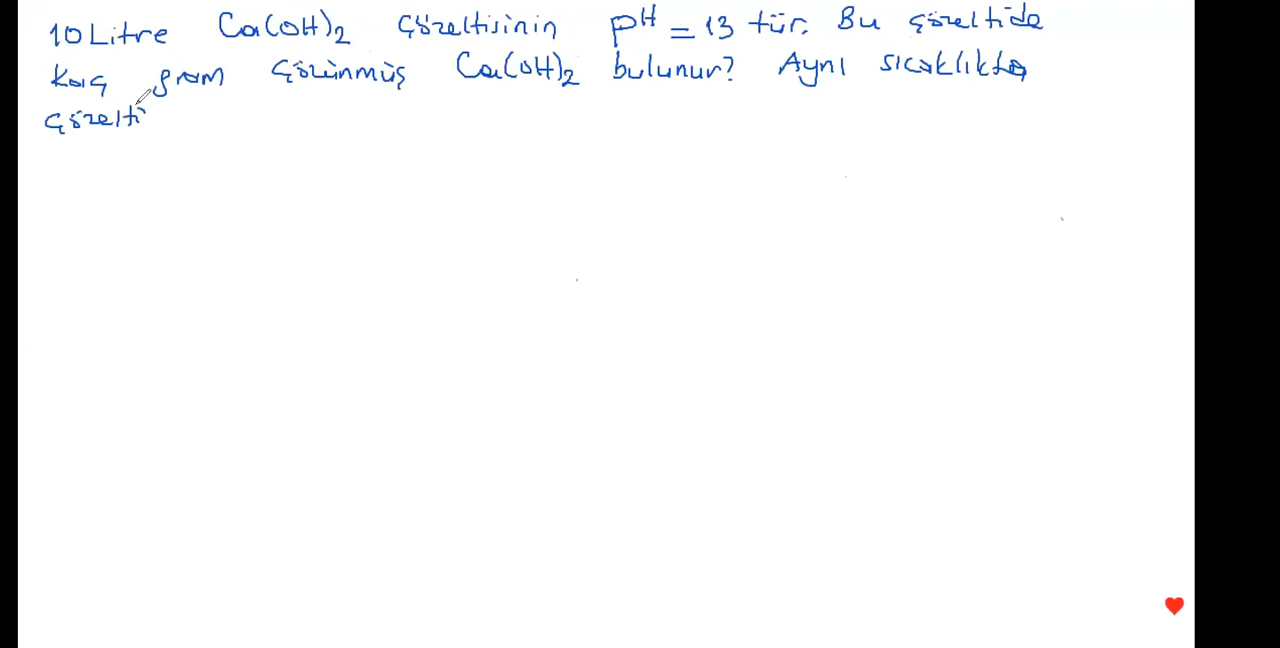 10 Litre Ca(OH)2 çözeltisinin pH = 13 tür. Bu çözeltide
kaç gram çözünmüş Ca(OH)2 bulunur? Aynı sıcaklıkta
çözelti